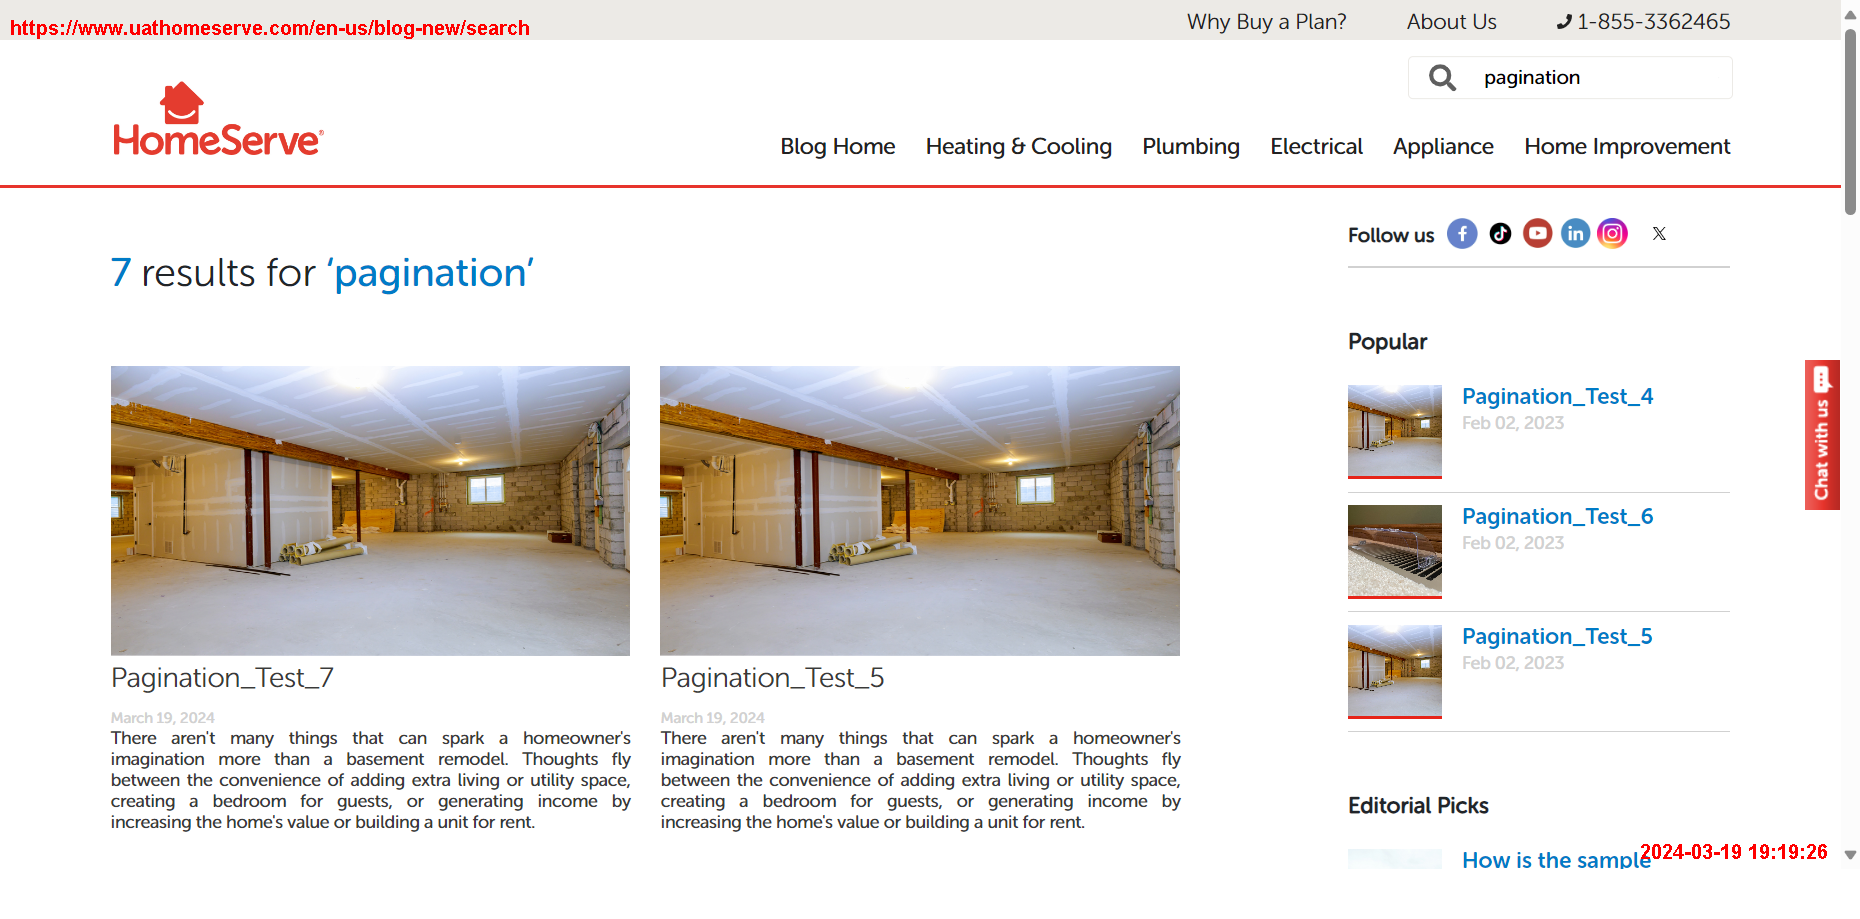 https://www.uathomeserve.com/en-us/blog-new/search
Why Buy a Plan? About Us 1-855-3362465
pagination
HomeServe®
Blog Home Heating & Cooling Plumbing Electrical Appliance Home Improvement
Follow us
7 results for ‘pagination’
Pagination_Test_7
March 19, 2024
There aren't many things that can spark a homeowner's
imagination more than a basement remodel. Thoughts fly
between the convenience of adding extra living or utility space,
creating a bedroom for guests, or generating income by
increasing the home's value or building a unit for rent.
Pagination_Test_5
March 19, 2024
There aren't many things that can spark a homeowner's
imagination more than a basement remodel. Thoughts fly
between the convenience of adding extra living or utility space,
creating a bedroom for guests, or generating income by
increasing the home's value or building a unit for rent.
Popular
Pagination_Test_4
Feb 02, 2023
Pagination_Test_6
Feb 02, 2023
Pagination_Test_5
Feb 02, 2023
Editorial Picks
How is the sample
Chat with us
2024-03-19 19:19:26